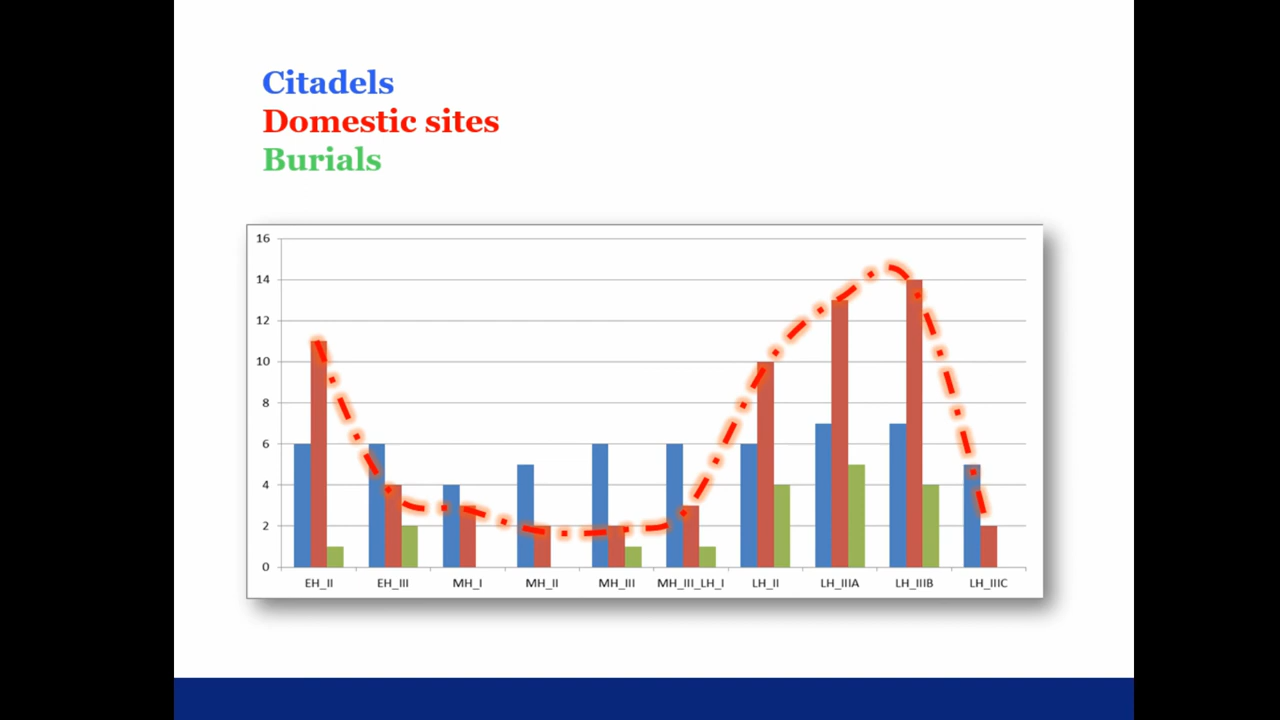 Citadels
Domestic sites
Burials
16
14
12
10
8
6
4
2
0
EH_II EH_III MH_I MH_II MH_III MH_III_LH_I LH_II LH_IIIA LH_IIIB LH_IIIC